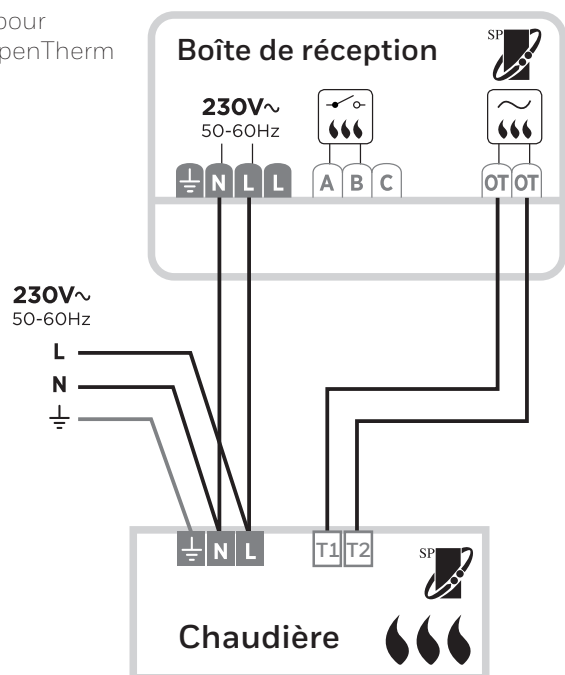 pour
penTherm
Boîte de réception
SP
230V~
50-60Hz
N L L A B C OT OT
230V~
50-60Hz
L
N
N L T1 T2
SP
Chaudière